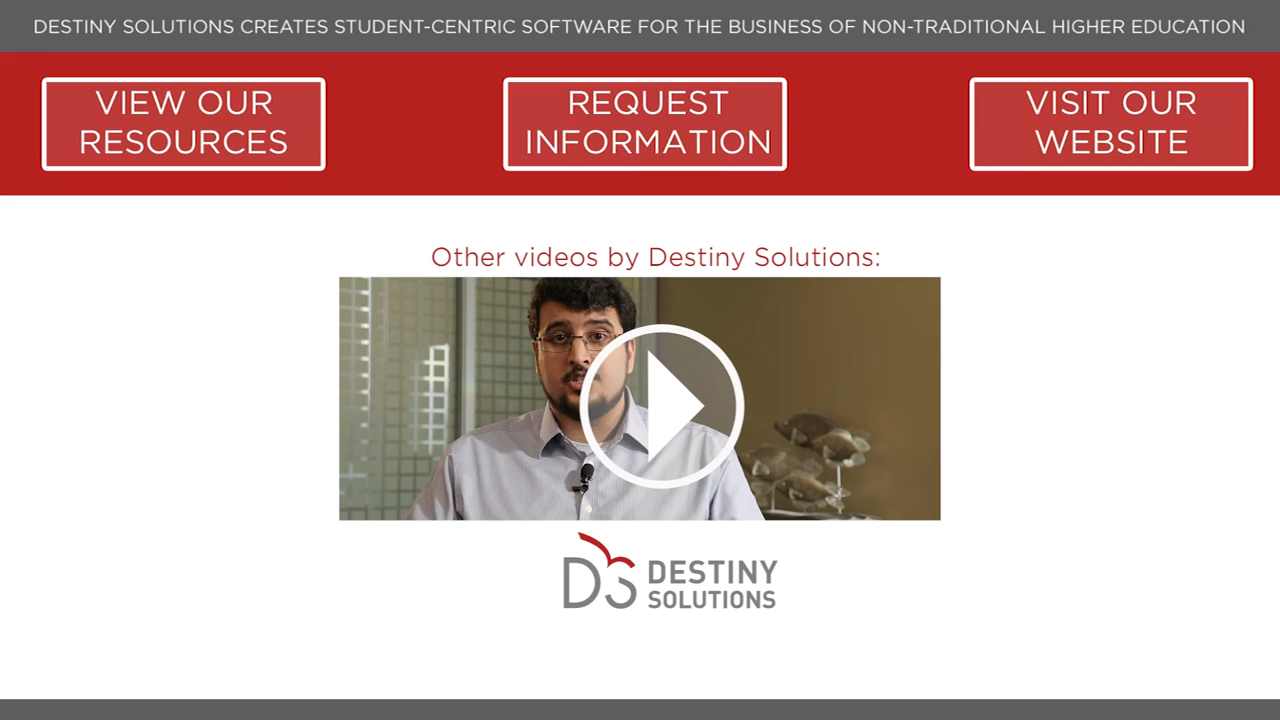 DESTINY SOLUTIONS CREATES STUDENT-CENTRIC SOFTWARE FOR THE BUSINESS OF NON-TRADITIONAL HIGHER EDUCATION
VIEW OUR
RESOURCES
REQUEST
INFORMATION
VISIT OUR
WEBSITE
Other videos by Destiny Solutions:
DS DESTINY
SOLUTIONS